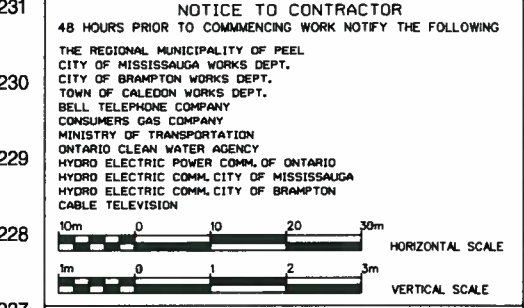 231
NOTICE TO CONTRACTOR
48 HOURS PRIOR TO COMMMENCING WORK NOTIFY THE FOLLOWING
THE REGIONAL MUNICIPALITY OF PEEL
CITY OF MISSISSAUGA WORKS DEPT.
230
CITY OF BRAMPTON WORKS DEPT.
TOWN OF CALEDON WORKS DEPT.
BELL TELEPHONE COMPANY
CONSUMERS GAS COMPANY
MINISTRY OF TRANSPORTATION
229
ONTARIO CLEAN WATER AGENCY
HYDRO ELECTRIC POWER COMM. OF ONTARIO
HYDRO ELECTRIC COMM. CITY OF MISSISSAUGA
HYDRO ELECTRIC COMM. CITY OF BRAMPTON
CABLE TELEVISION
228
10m 0 10 20 30m
HORIZONTAL SCALE
1m 0 1 2 3m
VERTICAL SCALE
227